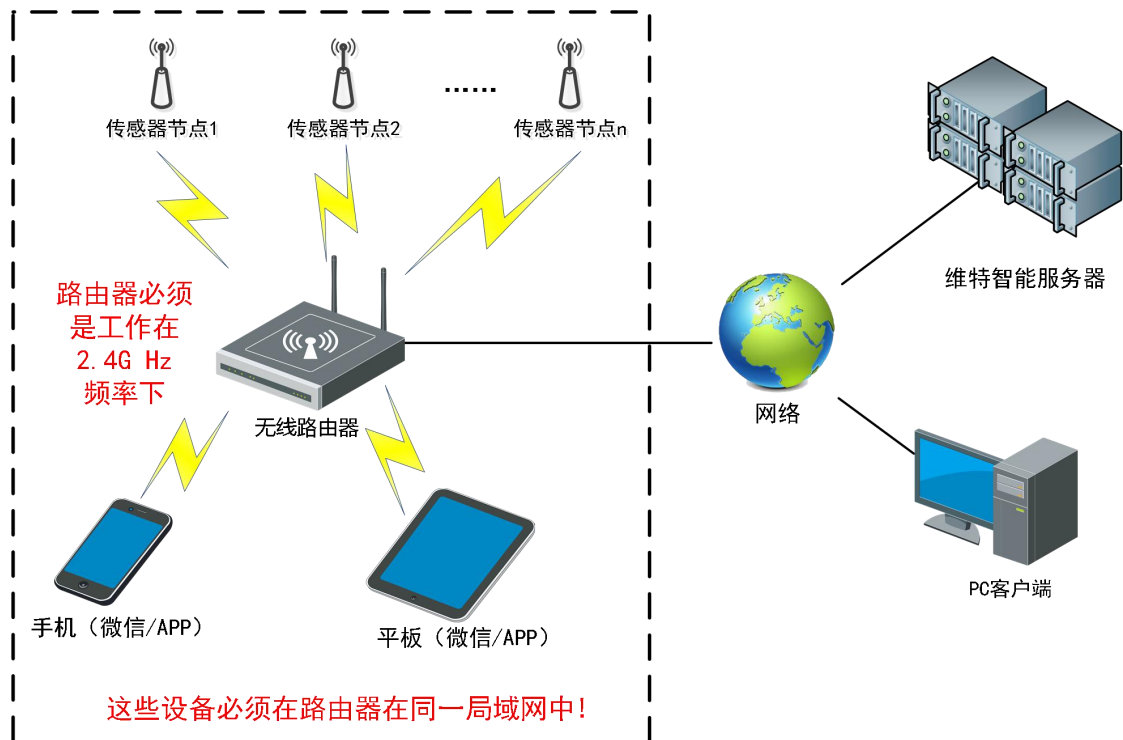 传感器节点1
传感器节点2
……
传感器节点n
维特智能服务器
路由器必须
是工作在
2.4G Hz
频率下
无线路由器
网络
手机（微信/APP）
平板（微信/APP）
PC客户端
这些设备必须在路由器在同一局域网中!